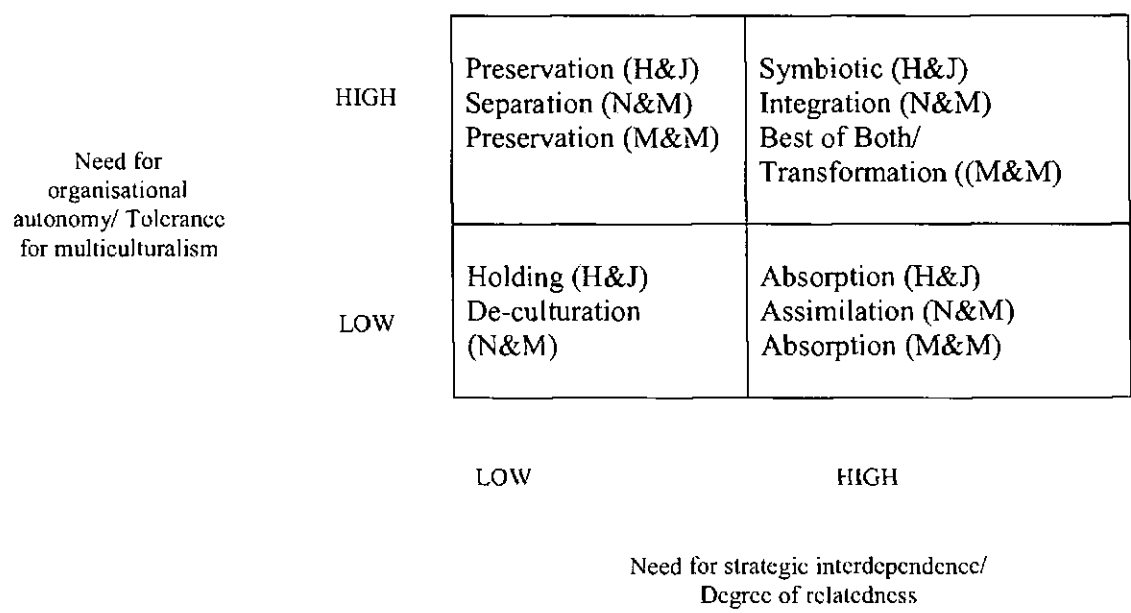 HIGH
Preservation (H&J)
Separation (N&M)
Preservation (M&M)
Symbiotic (H&J)
Integration (N&M)
Best of Both/
Transformation ((M&M)
Need for
organisational
autonomy/ Tolerance
for multiculturalism
LOW
Holding (H&J)
De-culturation
(N&M)
Absorption (H&J)
Assimilation (N&M)
Absorption (M&M)
LOW
HIGH
Need for strategic interdependence/
Degree of relatedness